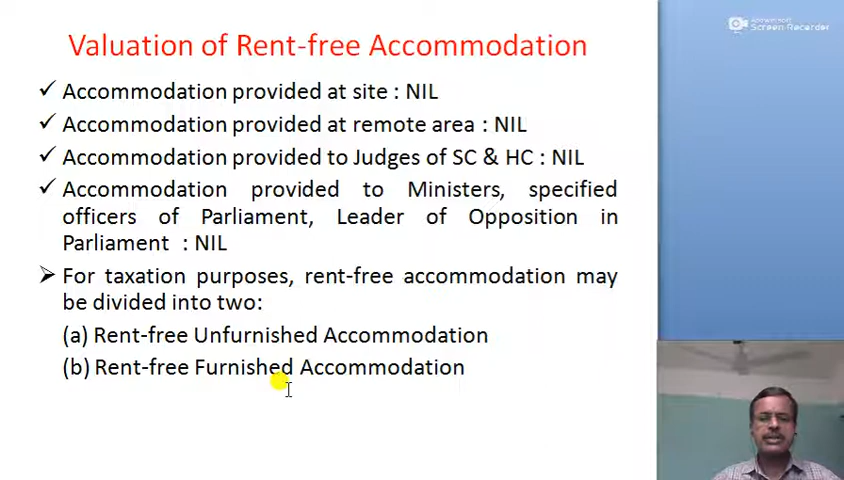 Valuation of Rent-free Accommodation
Screen Recorder
✓ Accommodation provided at site : NIL
✓ Accommodation provided at remote area : NIL
✓ Accommodation provided to Judges of SC & HC : NIL
✓ Accommodation provided to Ministers, specified
officers of Parliament, Leader of Opposition in
Parliament : NIL
➢ For taxation purposes, rent-free accommodation may
be divided into two:
(a) Rent-free Unfurnished Accommodation
(b) Rent-free Furnished Accommodation